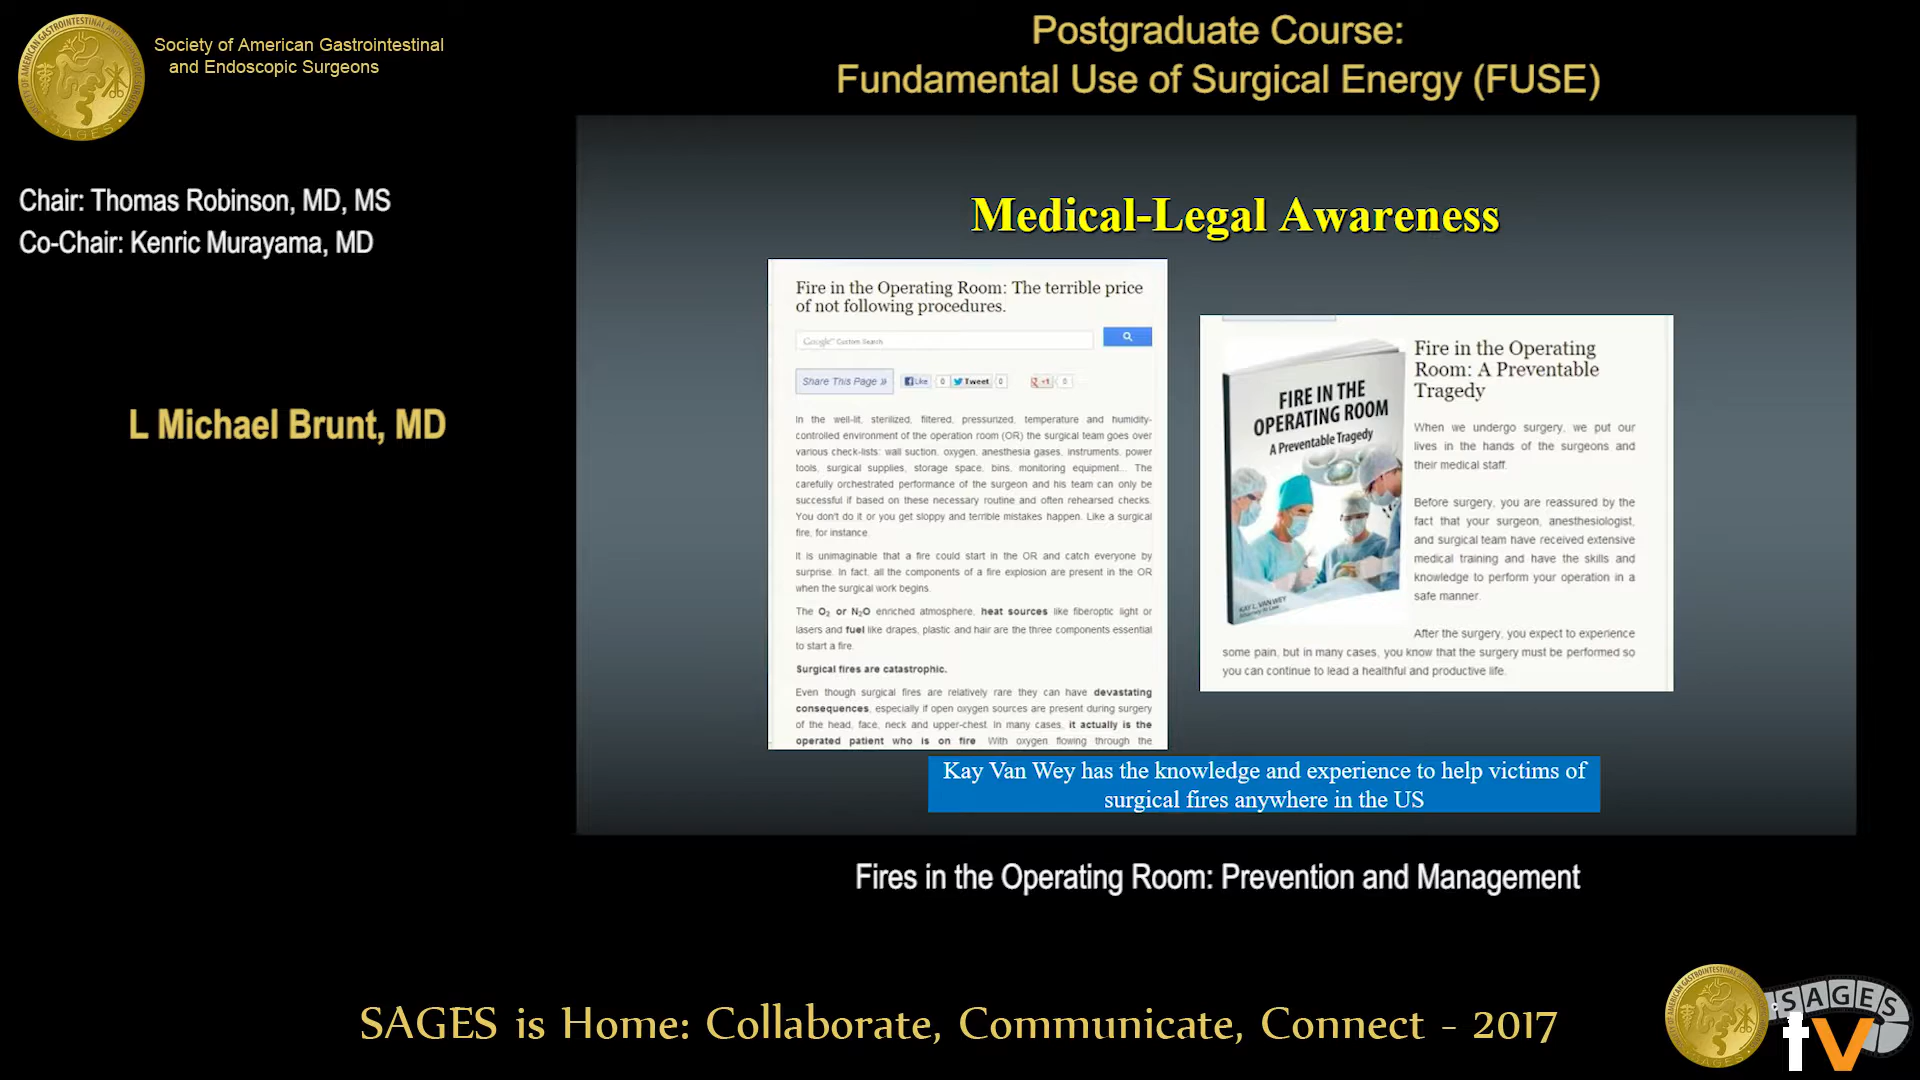 Society of American Gastrointestinal
and Endoscopic Surgeons
Postgraduate Course:
Fundamental Use of Surgical Energy (FUSE)
Chair: Thomas Robinson, MD, MS
Co-Chair: Kenric Murayama, MD
L Michael Brunt, MD
Medical-Legal Awareness
Fire in the Operating Room: The terrible price
of not following procedures.
Google™ Custom Search
Share This Page »
Like 0 Tweet 0 +1 0
In the well-lit, sterilized, filtered, pressurized, temperature and humidity-
controlled environment of the operation room (OR) the surgical team goes over
various check-lists: wall suction, oxygen, anesthesia gases, instruments, power
tools, surgical supplies, storage space, bins, monitoring equipment... The
carefully orchestrated performance of the surgeon and his team can only be
successful if based on these necessary routine and often rehearsed checks.
You don't do it or you get sloppy and terrible mistakes happen. Like a surgical
fire, for instance.
It is unimaginable that a fire could start in the OR and catch everyone by
surprise. In fact, all the components of a fire explosion are present in the OR
when the surgical work begins.
The O₂ or N₂O enriched atmosphere, heat sources like fiberoptic light or
lasers and fuel like drapes, plastic and hair are the three components essential
to start a fire.
Surgical fires are catastrophic.
Even though surgical fires are relatively rare they can have devastating
consequences, especially if open oxygen sources are present during surgery
of the head, face, neck and upper-chest. In many cases, it actually is the
operated patient who is on fire. With oxygen flowing through the
FIRE IN THE
OPERATING ROOM
A Preventable Tragedy
KAY L. VAN WEY
Attorney At Law
Fire in the Operating
Room: A Preventable
Tragedy
When we undergo surgery, we put our
lives in the hands of the surgeons and
their medical staff.
Before surgery, you are reassured by the
fact that your surgeon, anesthesiologist,
and surgical team have received extensive
medical training and have the skills and
knowledge to perform your operation in a
safe manner.
After the surgery, you expect to experience
some pain, but in many cases, you know that the surgery must be performed so
you can continue to lead a healthful and productive life.
Kay Van Wey has the knowledge and experience to help victims of
surgical fires anywhere in the US
Fires in the Operating Room: Prevention and Management
SAGES is Home: Collaborate, Communicate, Connect - 2017
SAGES
tv